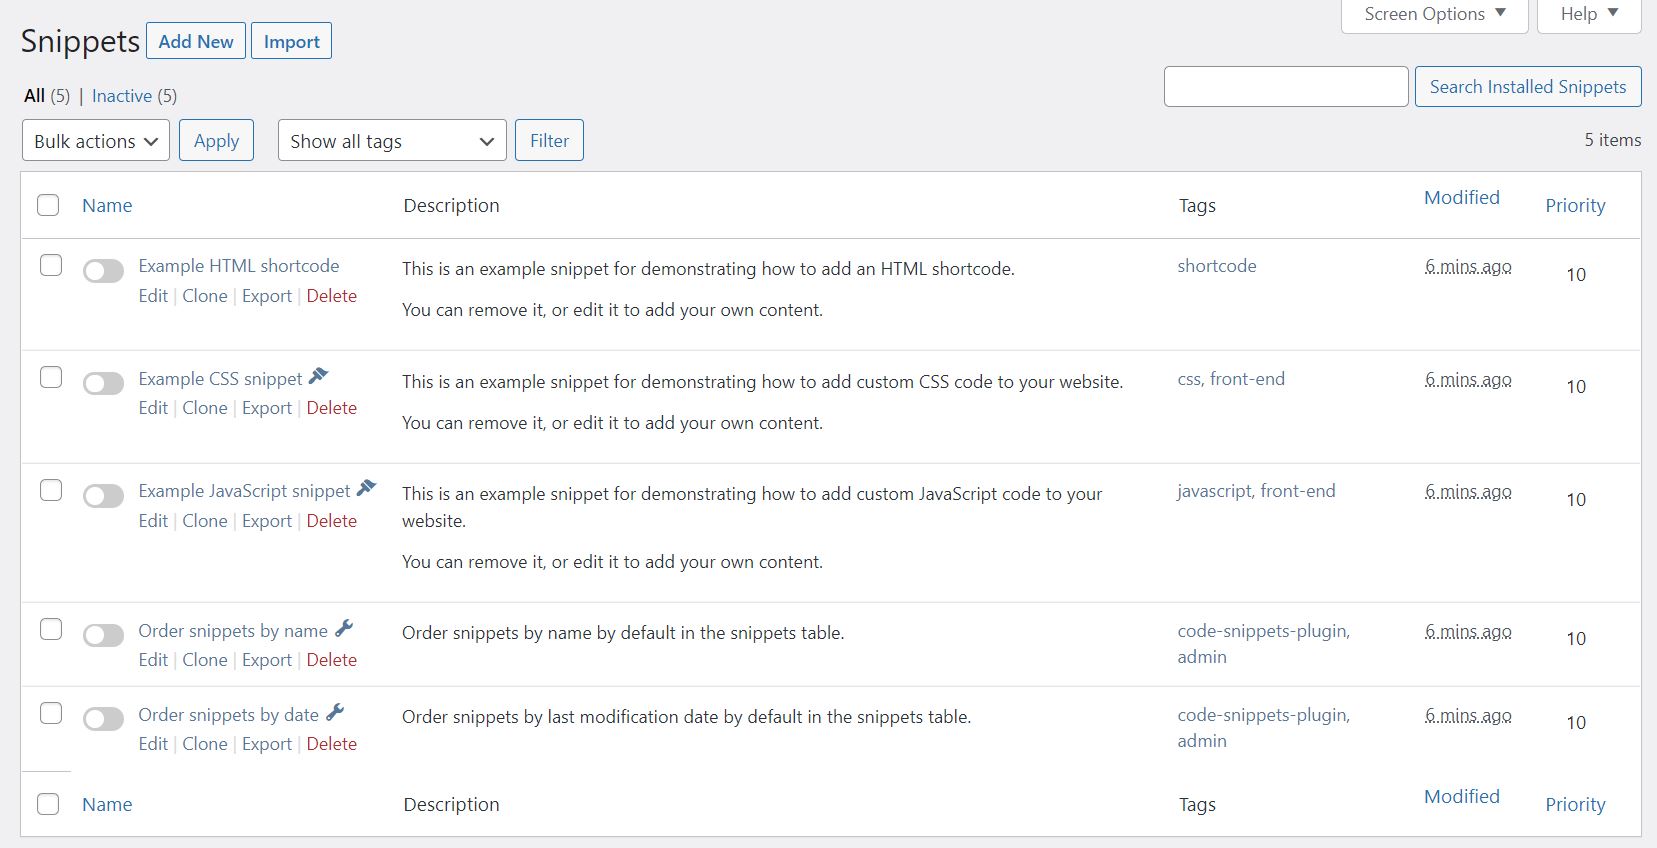 Screen Options ▼ Help ▼
Snippets Add New Import
All (5) | Inactive (5)
Search Installed Snippets
Bulk actions Apply Show all tags Filter 5 items
Name Description Tags Modified Priority
Example HTML shortcode This is an example snippet for demonstrating how to add an HTML shortcode. shortcode 6 mins ago 10
Edit | Clone | Export | Delete
You can remove it, or edit it to add your own content.
Example CSS snippet This is an example snippet for demonstrating how to add custom CSS code to your website. css, front-end 6 mins ago 10
Edit | Clone | Export | Delete
You can remove it, or edit it to add your own content.
Example JavaScript snippet This is an example snippet for demonstrating how to add custom JavaScript code to your javascript, front-end 6 mins ago 10
Edit | Clone | Export | Delete website.
You can remove it, or edit it to add your own content.
Order snippets by name Order snippets by name by default in the snippets table. code-snippets-plugin, 6 mins ago 10
Edit | Clone | Export | Delete admin
Order snippets by date Order snippets by last modification date by default in the snippets table. code-snippets-plugin, 6 mins ago 10
Edit | Clone | Export | Delete admin
Name Description Tags Modified Priority